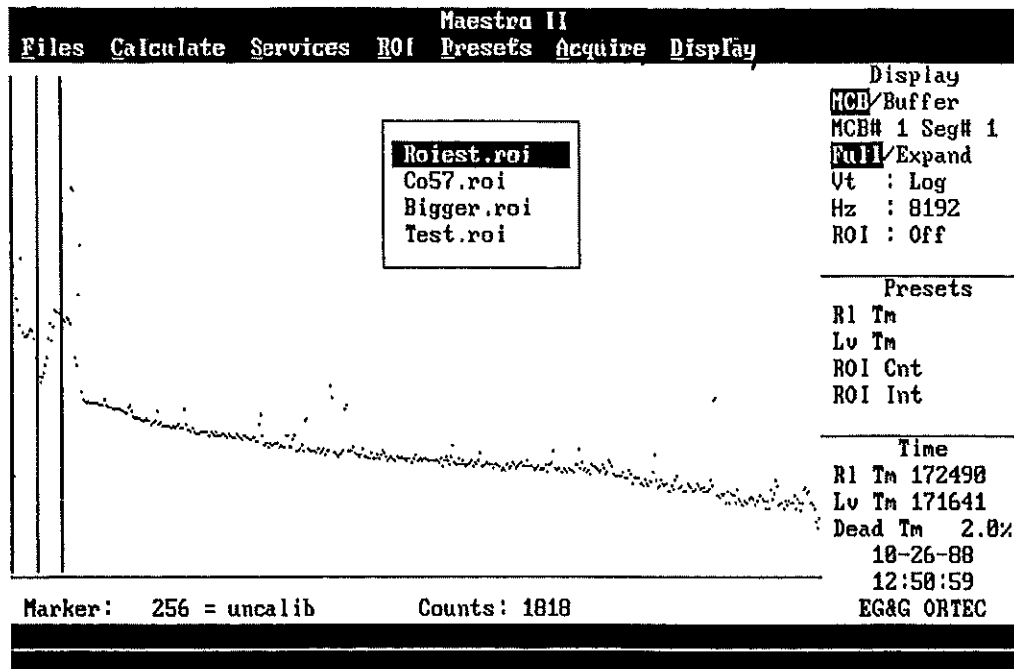 Maestro II
Files Calculate Services ROI Presets Acquire Display
Roiest.roi
Co57.roi
Bigger.roi
Test.roi
Display
MCB/Buffer
MCB# 1 Seg# 1
Full/Expand
Vt : Log
Hz : 8192
ROI : Off
Presets
Rl Tm
Lv Tm
ROI Cnt
ROI Int
Time
Rl Tm 172490
Lv Tm 171641
Dead Tm 2.0%
10-26-88
12:50:59
EG&G ORTEC
Marker: 256 = uncalib Counts: 1818